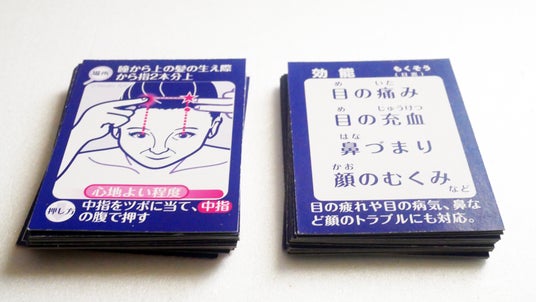 場所
瞳から上の髪の生え際
から指2本分上
心地よい程度
押し方
中指をツボに当て、中指
の腹で押す
効能
もくそう
(目窓)
め いた
目の痛み
め じゅうけつ
目の充血
はな
鼻づまり
かお
顔のむくみ
など
目の疲れや目の病気、鼻な
ど顔のトラブルにも対応。